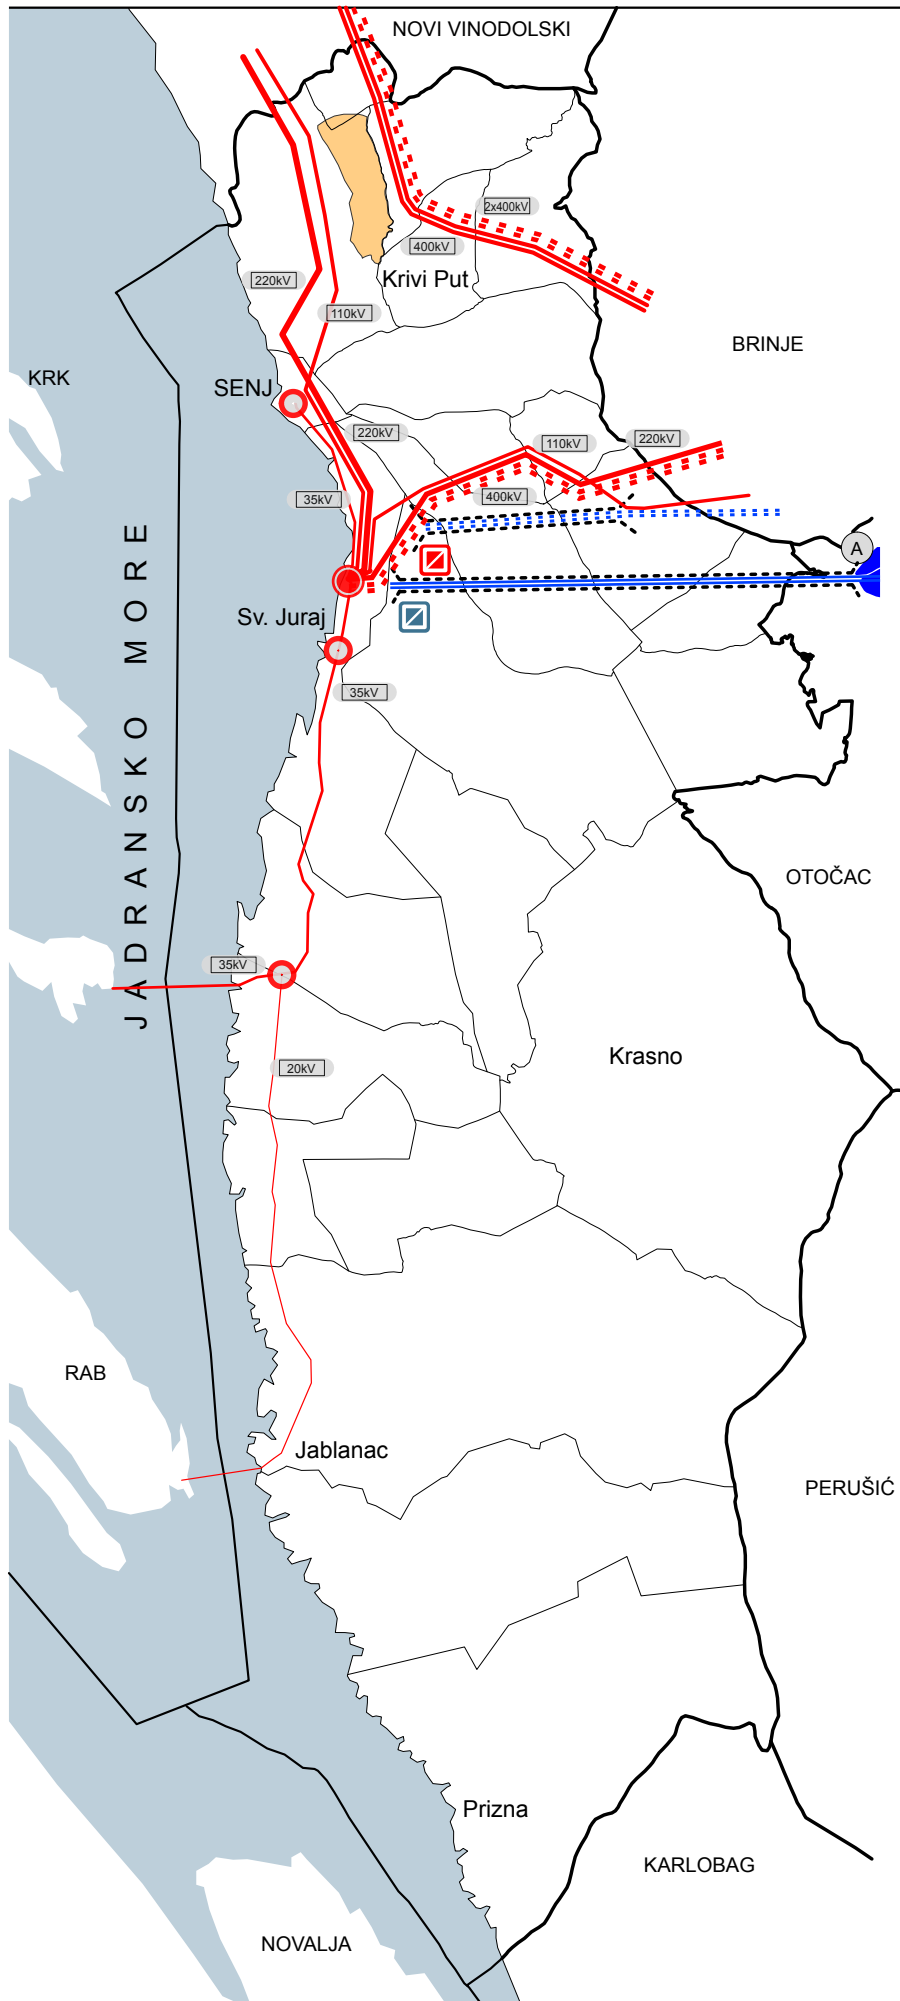 NOVI VINODOLSKI
2x400kV
400kV
Krivi Put
220kV
110kV
BRINJE
KRK
SENJ
220kV
110kV
220kV
35kV
400kV
A
Sv. Juraj
35kV
JADRANSKO MORE
OTOČAC
35kV
Krasno
20kV
RAB
Jablanac
PERUŠIĆ
Prizna
KARLOBAG
NOVALJA